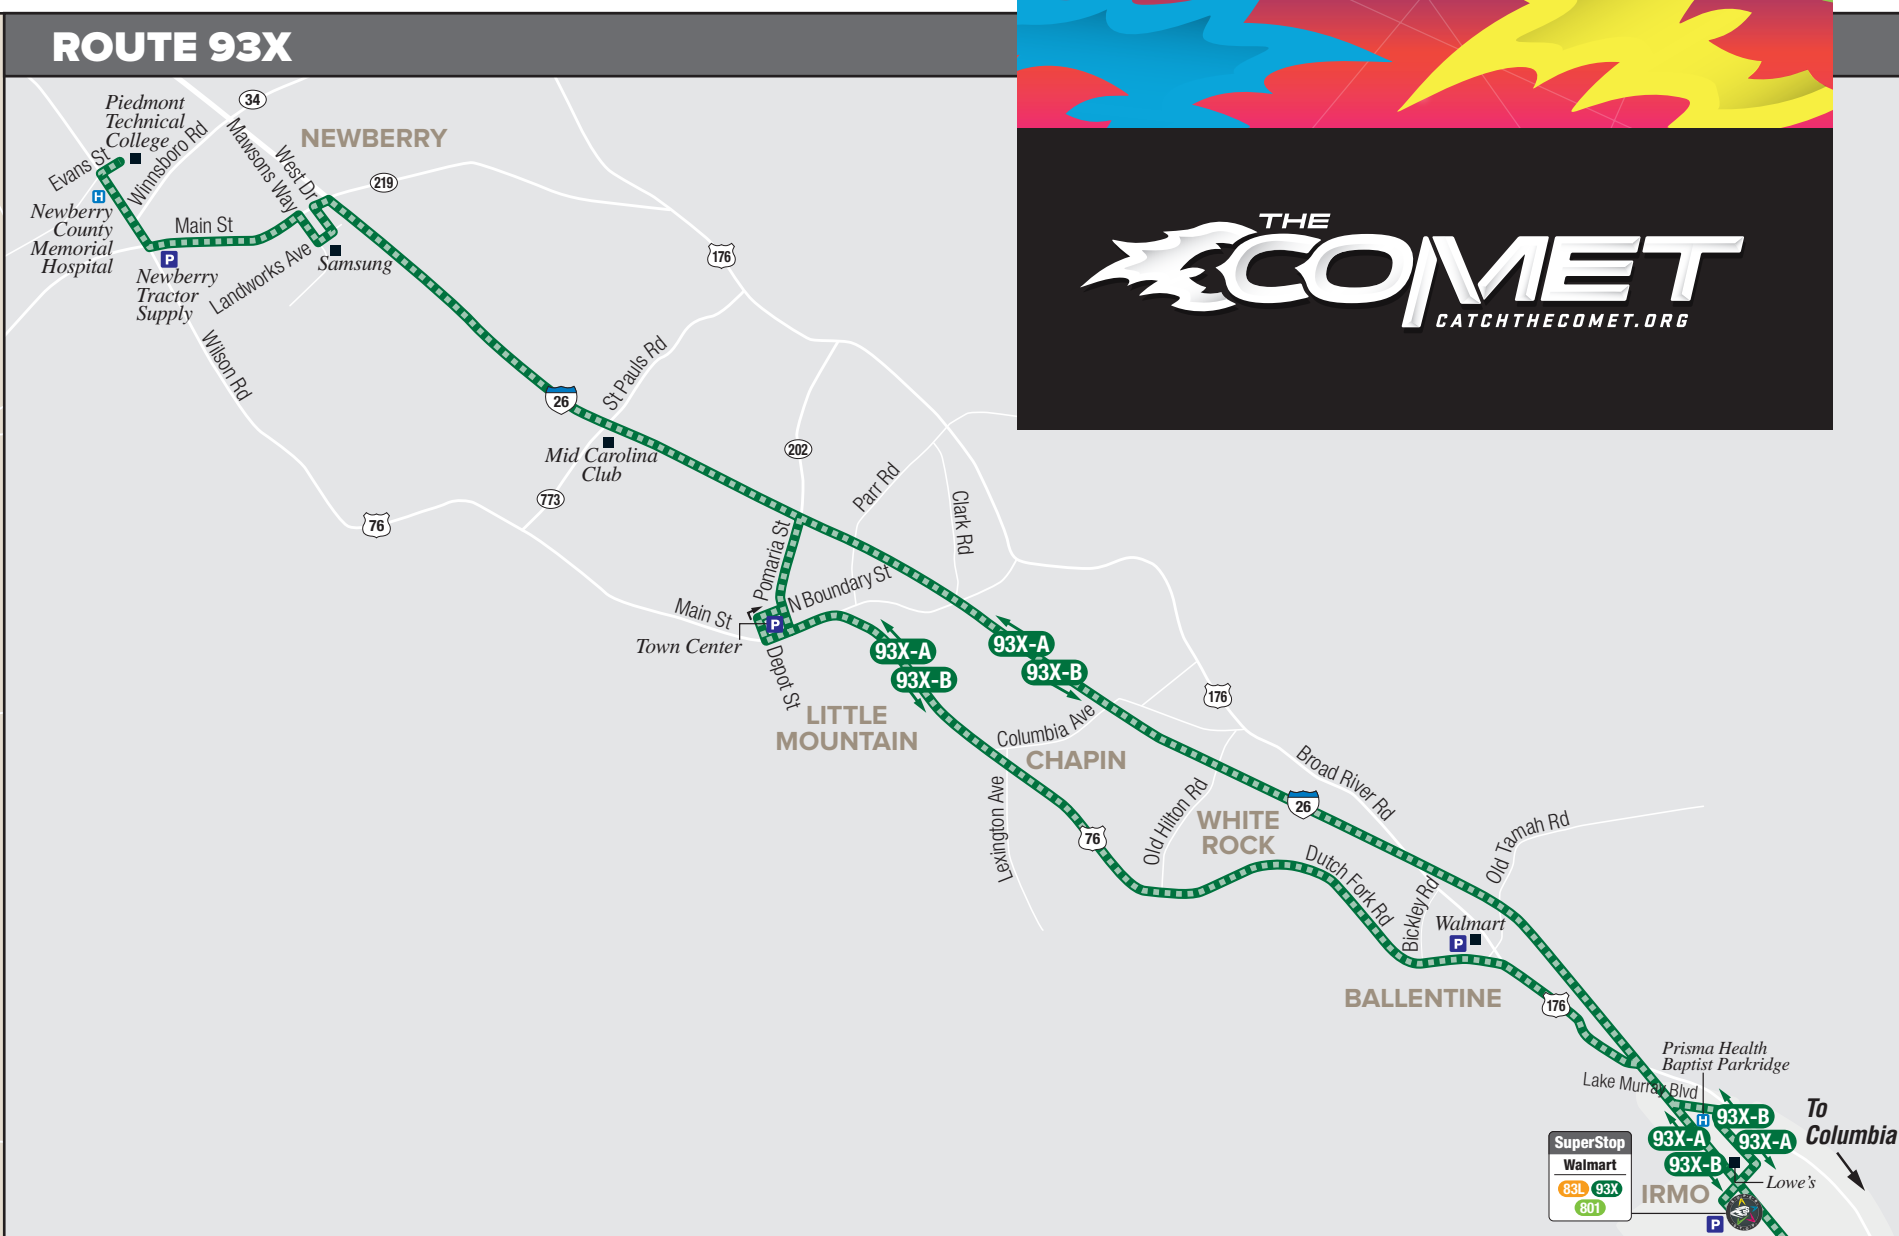 ROUTE 93X
THE
COMET
CATCHTHECOMET.ORG
Piedmont
Technical
College
34
NEWBERRY
Evans St
Winnsboro Rd
Mawsons Way
West Dr
219
H
Newberry
County
Memorial
Hospital
Main St
P
Newberry
Tractor
Supply
Landworks Ave
Samsung
176
Wilson Rd
26
St Pauls Rd
Mid Carolina
Club
773
76
202
Parr Rd
Clark Rd
Pomaria St
N Boundary St
Main St
P
Town Center
Depot St
93X-A
93X-B
93X-A
93X-B
LITTLE
MOUNTAIN
176
Columbia Ave
CHAPIN
Lexington Ave
76
Old Hilton Rd
WHITE
ROCK
26
Broad River Rd
Dutch Fork Rd
Old Tamah Rd
Bickley Rd
Walmart
P
BALLENTINE
176
Prisma Health
Baptist Parkridge
Lake Murray Blvd
H
93X-B
93X-A
93X-A
93X-B
To
Columbia
Lowe's
IRMO
SuperStop
Walmart
83L 93X
801
P